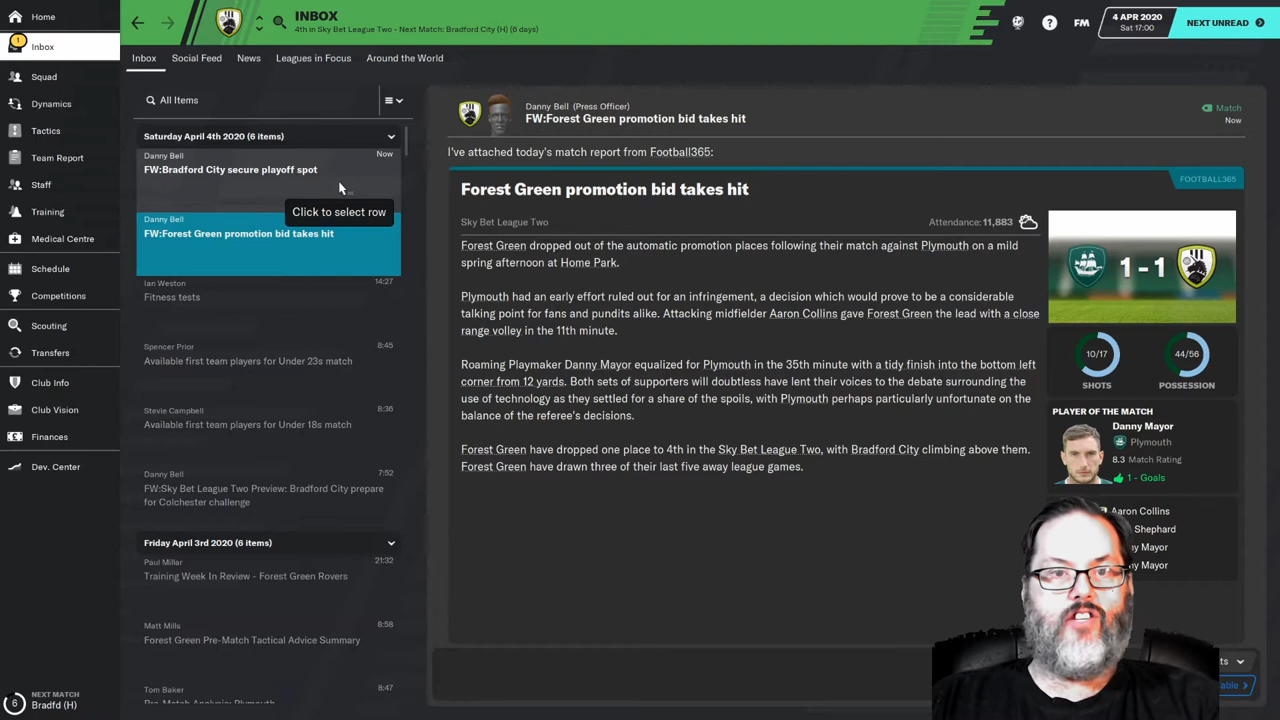 Home
INBOX
4th in Sky Bet League Two - Next Match: Bradford City (H) (6 days)
FM
4 APR 2020
Sat 17:00
NEXT UNREAD
1
Inbox
Squad
Dynamics
Tactics
Team Report
Staff
Training
Medical Centre
Schedule
Competitions
Scouting
Transfers
Club Info
Club Vision
Finances
Dev. Center
6
NEXT MATCH
Bradfd (H)
Inbox
Social Feed
News
Leagues in Focus
Around the World
All Items
Saturday April 4th 2020 (6 items)
Danny Bell
Now
FW:Bradford City secure playoff spot
Click to select row
Danny Bell
FW:Forest Green promotion bid takes hit
Ian Weston
14:27
Fitness tests
Spencer Prior
8:45
Available first team players for Under 23s match
Stevie Campbell
8:36
Available first team players for Under 18s match
Danny Bell
7:52
FW:Sky Bet League Two Preview: Bradford City prepare
for Colchester challenge
Friday April 3rd 2020 (6 items)
Paul Millar
21:32
Training Week In Review - Forest Green Rovers
Matt Mills
8:58
Forest Green Pre-Match Tactical Advice Summary
Tom Baker
8:47
Pre-Match Analysis: Plymouth
Danny Bell (Press Officer)
FW:Forest Green promotion bid takes hit
Match
Now
I've attached today's match report from Football365:
FOOTBALL365
Forest Green promotion bid takes hit
Sky Bet League Two
Attendance: 11,883
Forest Green dropped out of the automatic promotion places following their match against Plymouth on a mild
spring afternoon at Home Park.
Plymouth had an early effort ruled out for an infringement, a decision which would prove to be a considerable
talking point for fans and pundits alike. Attacking midfielder Aaron Collins gave Forest Green the lead with a close
range volley in the 11th minute.
Roaming Playmaker Danny Mayor equalized for Plymouth in the 35th minute with a tidy finish into the bottom left
corner from 12 yards. Both sets of supporters will doubtless have lent their voices to the debate surrounding the
use of technology as they settled for a share of the spoils, with Plymouth perhaps particularly unfortunate on the
balance of the referee's decisions.
Forest Green have dropped one place to 4th in the Sky Bet League Two, with Bradford City climbing above them.
Forest Green have drawn three of their last five away league games.
1 - 1
10/17
SHOTS
44/56
POSSESSION
PLAYER OF THE MATCH
Danny Mayor
Plymouth
8.3 Match Rating
1 - Goals
Aaron Collins
Shephard
Mayor
Mayor